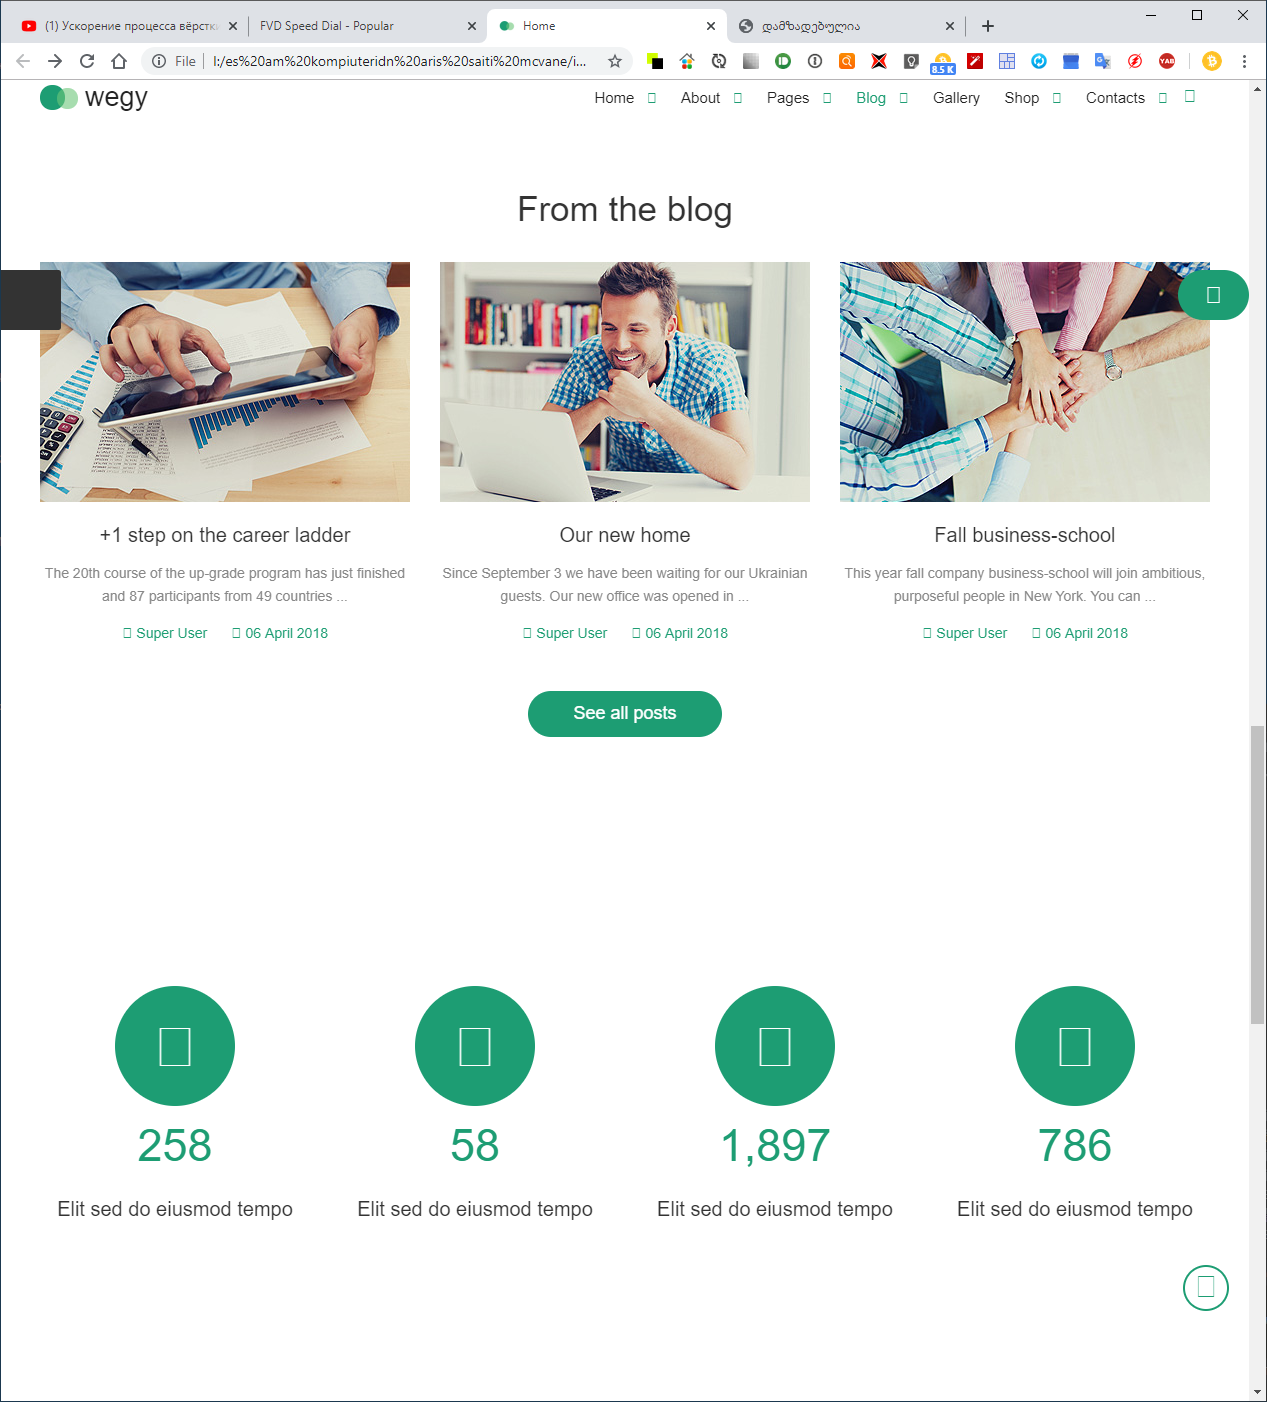 (1) Ускорение процесса вёрстки
FVD Speed Dial - Popular
Home
დამზადებულია
File
I:/es%20am%20kompiuteridn%20aris%20saiti%20mcvane/i...
8.5 K
YAB
wegy
Home
About
Pages
Blog
Gallery
Shop
Contacts
From the blog
+1 step on the career ladder
The 20th course of the up-grade program has just finished
and 87 participants from 49 countries ...
Super User 06 April 2018
Our new home
Since September 3 we have been waiting for our Ukrainian
guests. Our new office was opened in ...
Super User 06 April 2018
Fall business-school
This year fall company business-school will join ambitious,
purposeful people in New York. You can ...
Super User 06 April 2018
See all posts
258
Elit sed do eiusmod tempo
58
Elit sed do eiusmod tempo
1,897
Elit sed do eiusmod tempo
786
Elit sed do eiusmod tempo